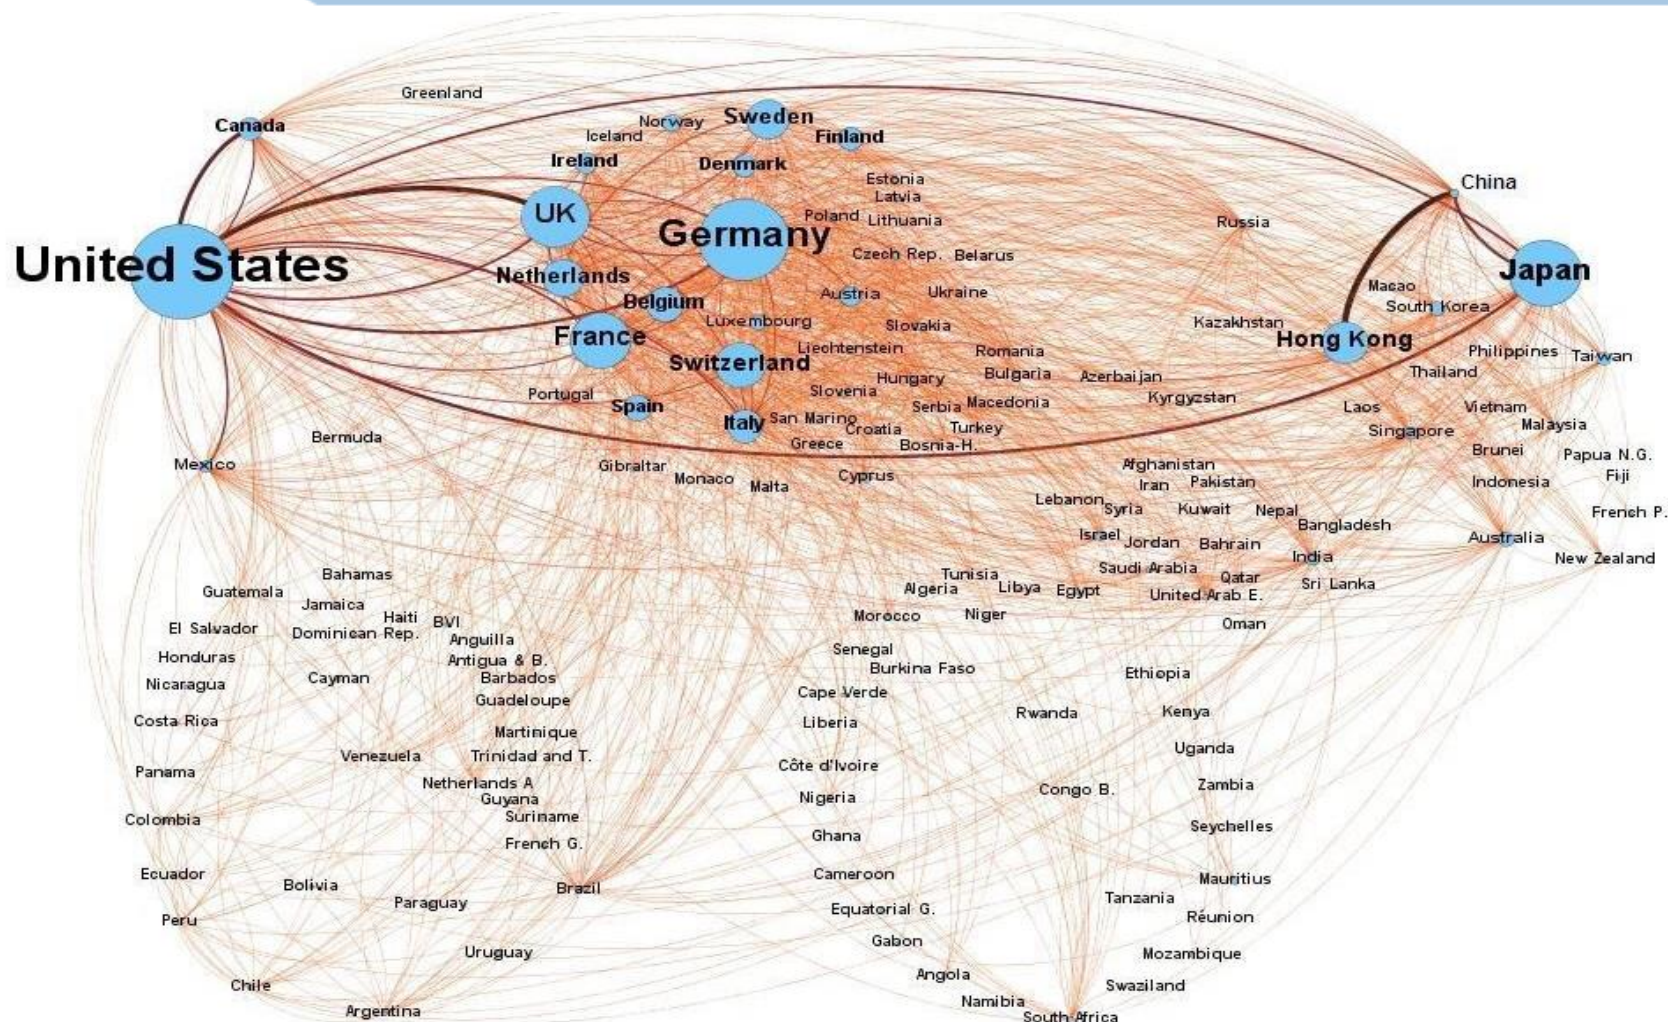 Greenland
Canada
Norway
Iceland
Ireland
Sweden
Finland
Denmark
Estonia
Latvia
Lithuania
Poland
UK
Germany
China
Russia
United States
Netherlands
Belgium
Czech Rep.
Belarus
Austria
Ukraine
Luxembourg
Slovakia
Japan
Macao
South Korea
Kazakhstan
Hong Kong
France
Switzerland
Liechtenstein
Romania
Philippines
Taiwan
Portugal
Spain
Slovenia
Hungary
Bulgaria
Azerbaijan
Thailand
Italy
San Marino
Serbia
Macedonia
Kyrgyzstan
Laos
Vietnam
Croatia
Turkey
Singapore
Malaysia
Bermuda
Greece
Bosnia-H.
Brunei
Papua N.G.
Mexico
Gibraltar
Monaco
Malta
Cyprus
Afghanistan
Iran
Pakistan
Indonesia
Fiji
Lebanon
Syria
Kuwait
Nepal
Bangladesh
French P.
Israel
Jordan
Bahrain
India
Australia
New Zealand
Guatemala
Bahamas
Tunisia
Algeria
Libya
Egypt
Saudi Arabia
Qatar
United Arab E.
Sri Lanka
Jamaica
Haiti
BVI
Morocco
Niger
Oman
El Salvador
Dominican Rep.
Anguilla
Senegal
Honduras
Antigua & B.
Burkina Faso
Ethiopia
Nicaragua
Cayman
Barbados
Guadeloupe
Cape Verde
Costa Rica
Martinique
Liberia
Rwanda
Kenya
Venezuela
Trinidad and T.
Uganda
Panama
Netherlands A
Côte d'Ivoire
Guyana
Nigeria
Congo B.
Zambia
Colombia
Suriname
Ghana
Seychelles
French G.
Ecuador
Bolivia
Brazil
Cameroon
Mauritius
Paraguay
Tanzania
Peru
Equatorial G.
Réunion
Uruguay
Gabon
Mozambique
Chile
Angola
Swaziland
Argentina
Namibia
South Africa